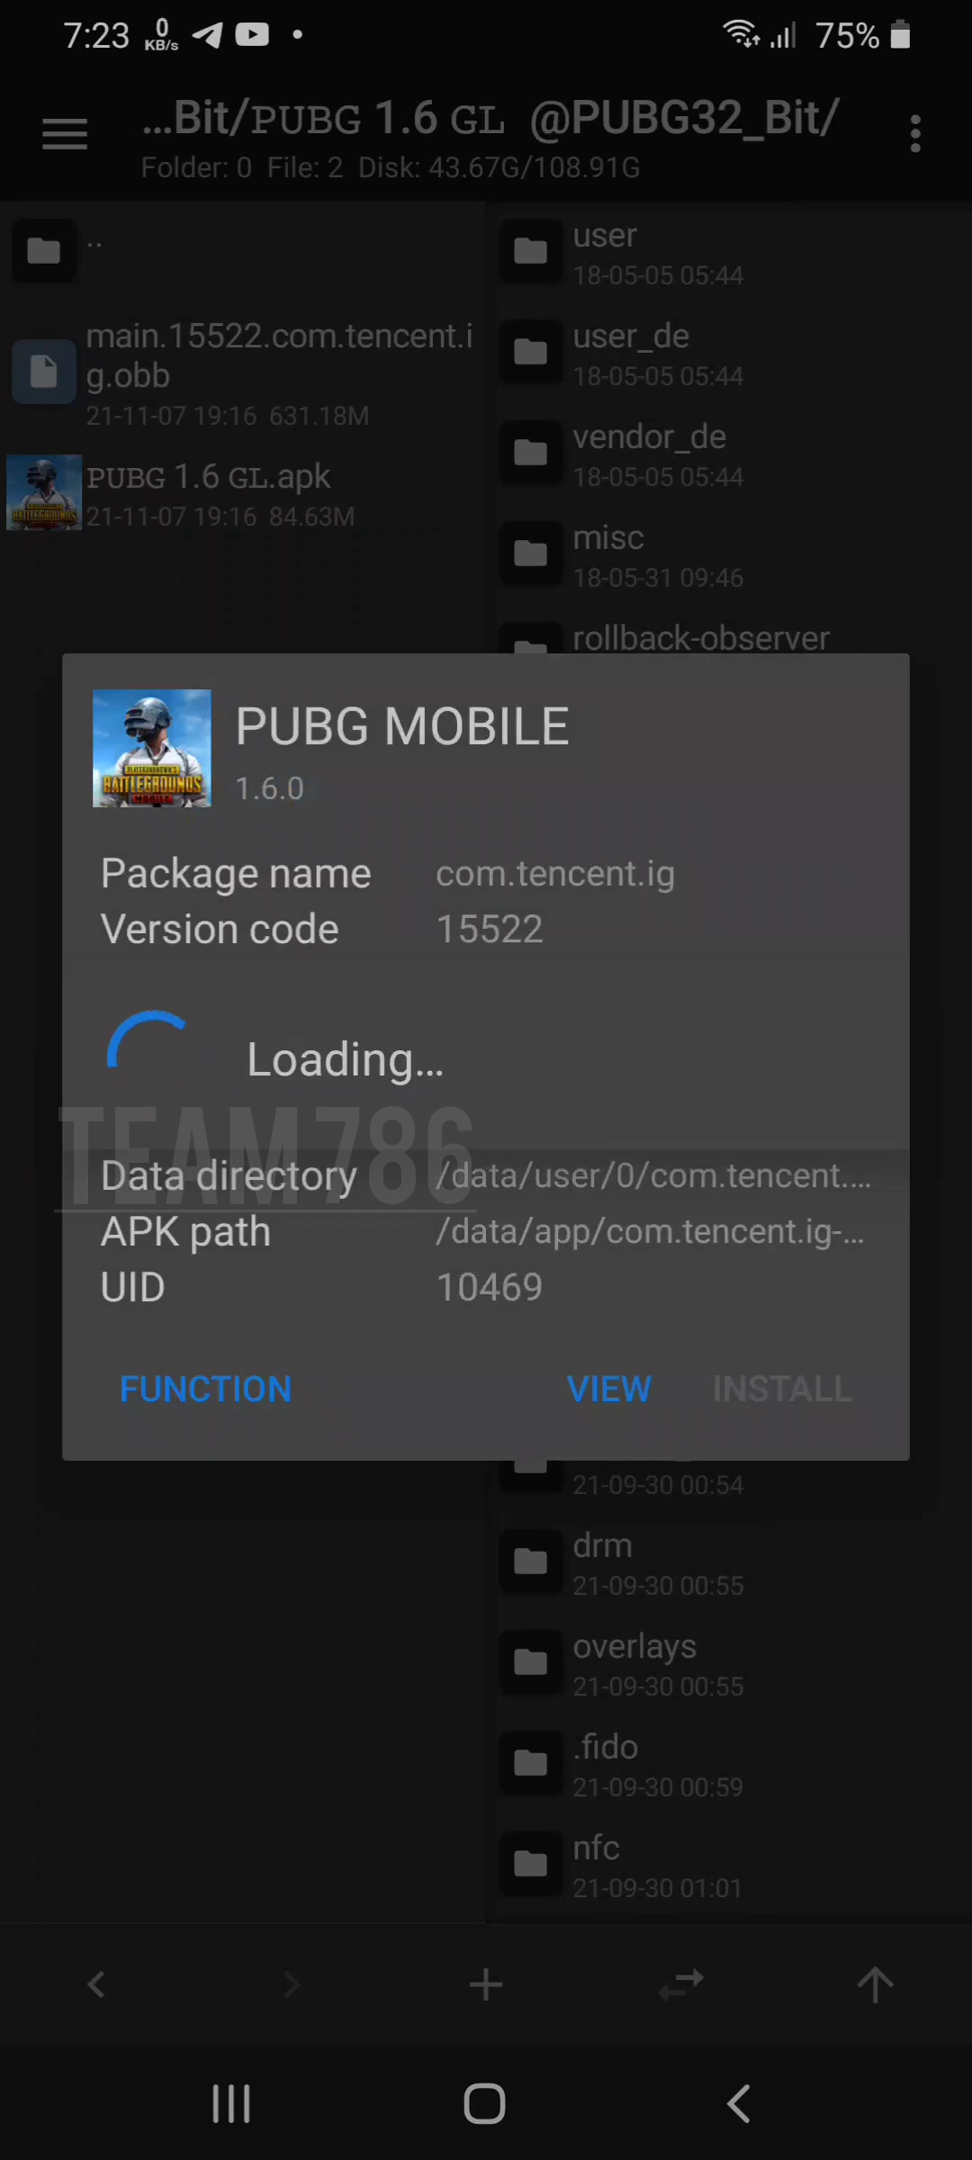 7:23 0 KB/s 75%
...Bit/PUBG 1.6 GL @PUBG32_Bit/
Folder: 0 File: 2 Disk: 43.67G/108.91G
..
main.15522.com.tencent.i
g.obb
21-11-07 19:16 631.18M
PUBG 1.6 GL.apk
21-11-07 19:16 84.63M
user
18-05-05 05:44
user_de
18-05-05 05:44
vendor_de
18-05-05 05:44
misc
18-05-31 09:46
rollback-observer
PUBG MOBILE
1.6.0
BATTLEGROUNDS
MOBILE
Package name com.tencent.ig
Version code 15522
Loading...
TEAM 786
Data directory /data/user/0/com.tencent....
APK path /data/app/com.tencent.ig-...
UID 10469
FUNCTION VIEW INSTALL
21-09-30 00:54
drm
21-09-30 00:55
overlays
21-09-30 00:55
.fido
21-09-30 00:59
nfc
21-09-30 01:01